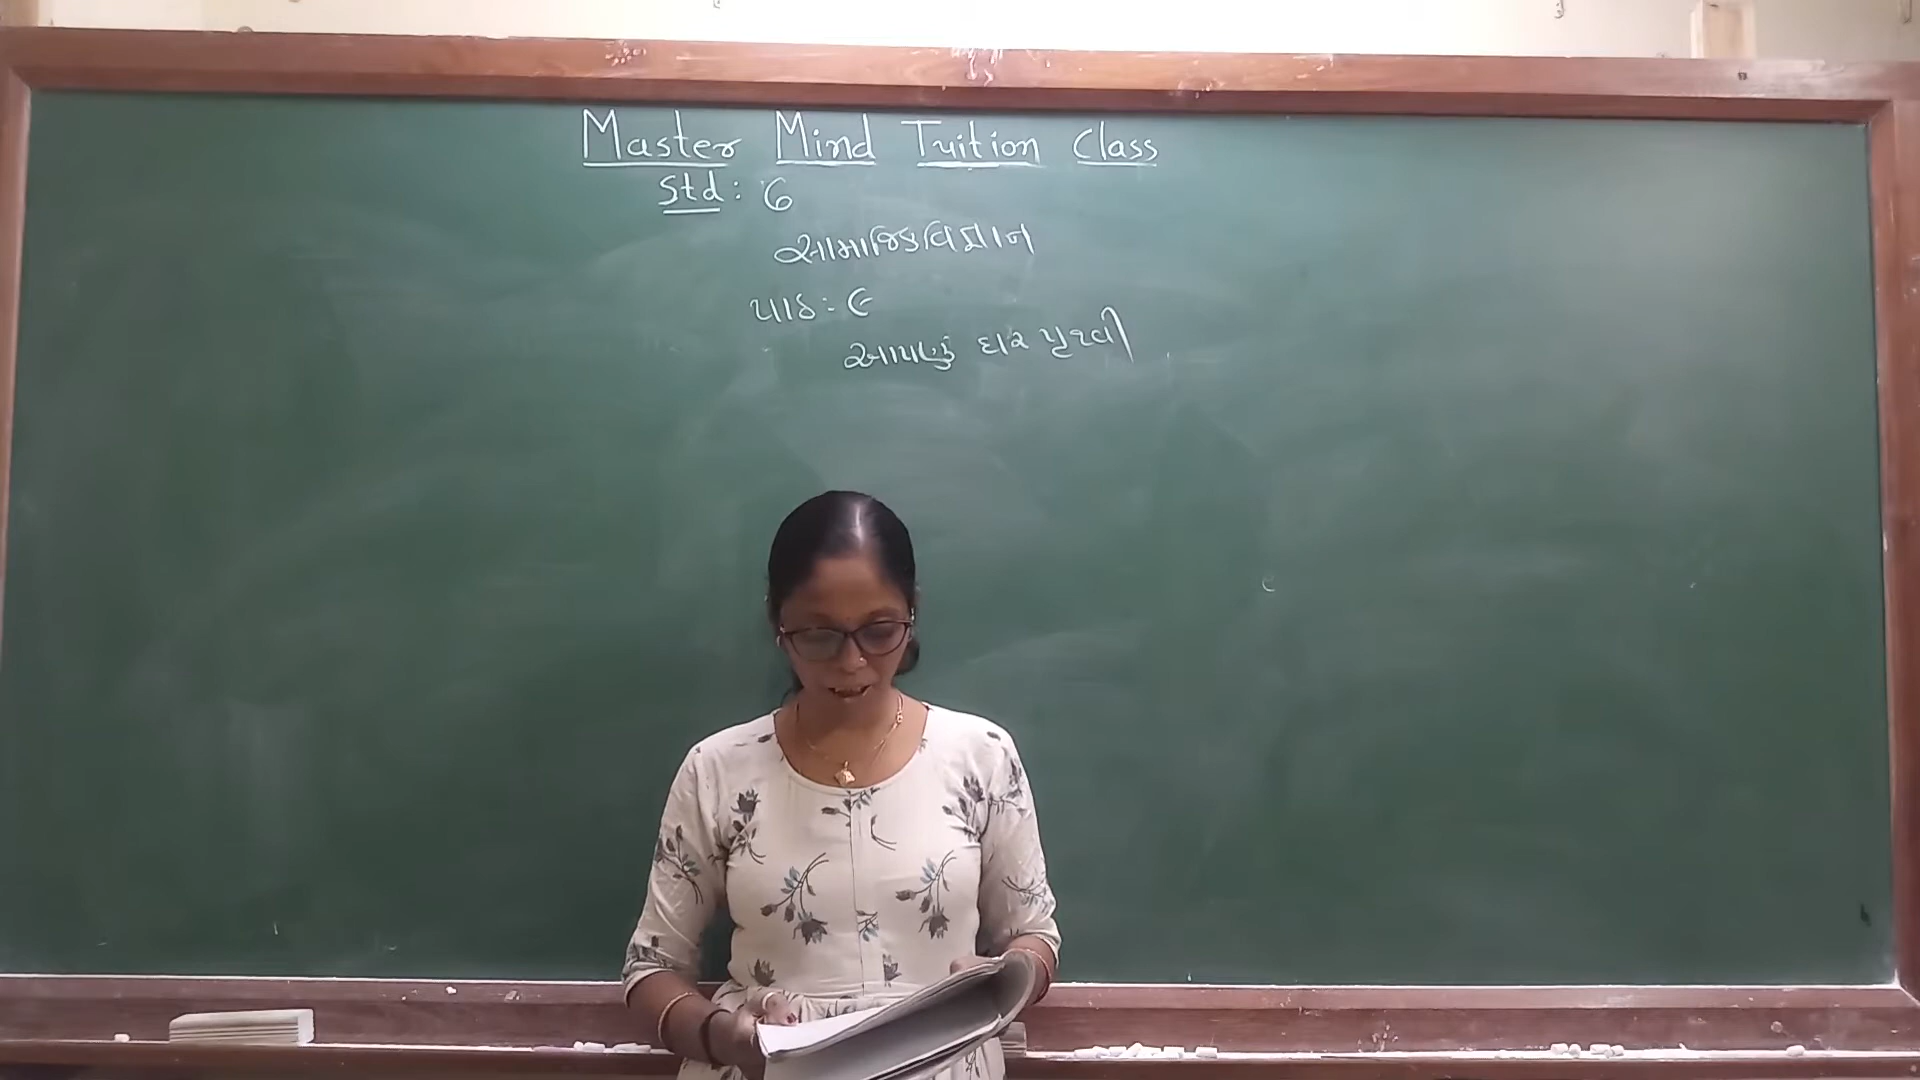 Master Mind Tuition Class
Std: 6
સામાજિકવિજ્ઞાન
પાઠ: ૯
આપણું ઘર પૃથ્વી